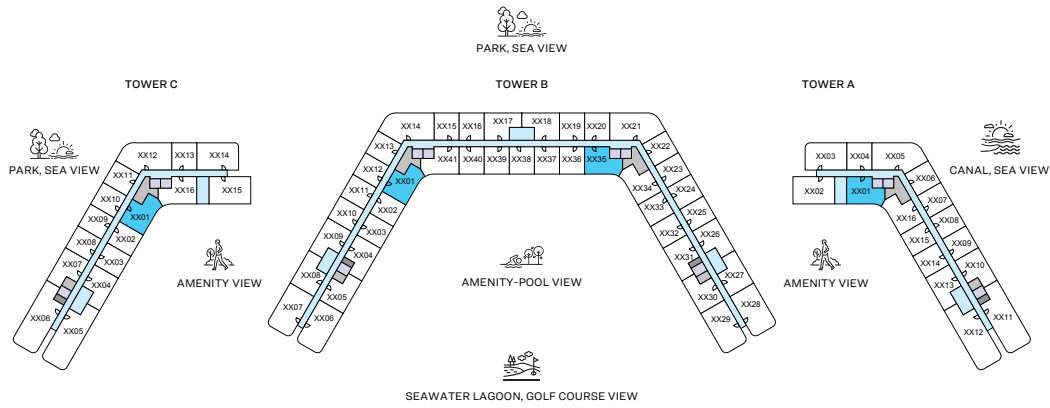 PARK, SEA VIEW
TOWER C
TOWER B
TOWER A
PARK, SEA VIEW
CANAL, SEA VIEW
XX12 XX13 XX14
XX11
XX16 XX15
XX10
XX01
XX09
XX02
XX08
XX03
XX07
XX04
XX06
XX05
AMENITY VIEW
XX14 XX15 XX16 XX17 XX18 XX19 XX20 XX21
XX13
XX41 XX40 XX39 XX38 XX37 XX36 XX35
XX22
XX12
XX01
XX34
XX23
XX11
XX02
XX33
XX24
XX10
XX03
XX32
XX25
XX09
XX04
XX31
XX26
XX08
XX05
XX30
XX27
XX07
XX06
XX29
XX28
AMENITY-POOL VIEW
XX03 XX04 XX05
XX02 XX01
XX06
XX16
XX07
XX15
XX08
XX14
XX09
XX13
XX10
XX12
XX11
AMENITY VIEW
SEAWATER LAGOON, GOLF COURSE VIEW